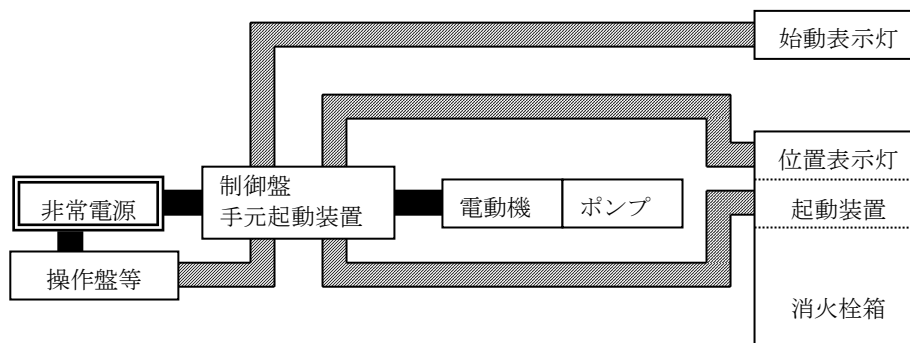 始動表示灯
位置表示灯
制御盤
手元起動装置
非常電源
電動機
ポンプ
起動装置
操作盤等
消火栓箱